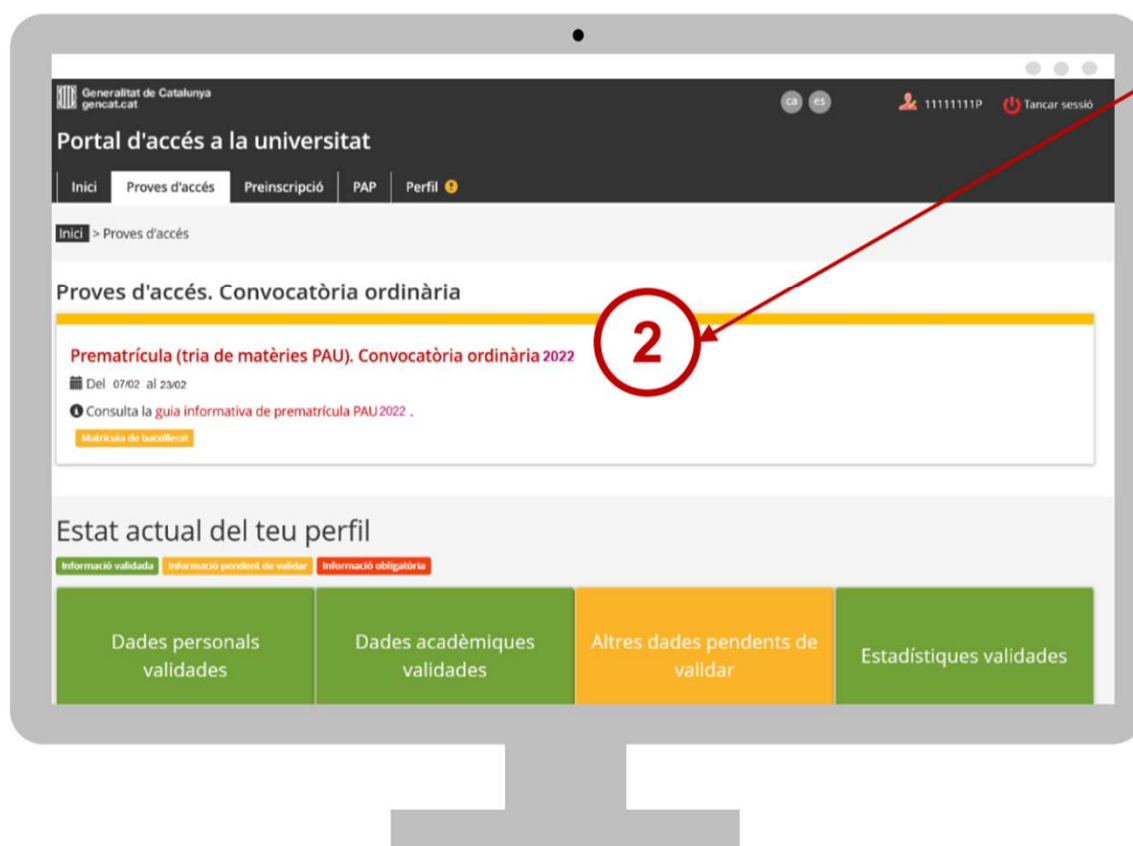 Generalitat de Catalunya
gencat.cat
ca es
11111111P
Tancar sessió
Portal d'accés a la universitat
Inici Proves d'accés Preinscripció PAP Perfil
Inici > Proves d'accés
Proves d'accés. Convocatòria ordinària
Prematrícula (tria de matèries PAU). Convocatòria ordinària 2022
2
Del 07/02 al 23/02
Consulta la guia informativa de prematrícula PAU 2022 .
Matrícula de batxillerat
Estat actual del teu perfil
Informació validada Informació pendent de validar Informació obligatòria
Dades personals
validades
Dades acadèmiques
validades
Altres dades pendents de
validar
Estadístiques validades